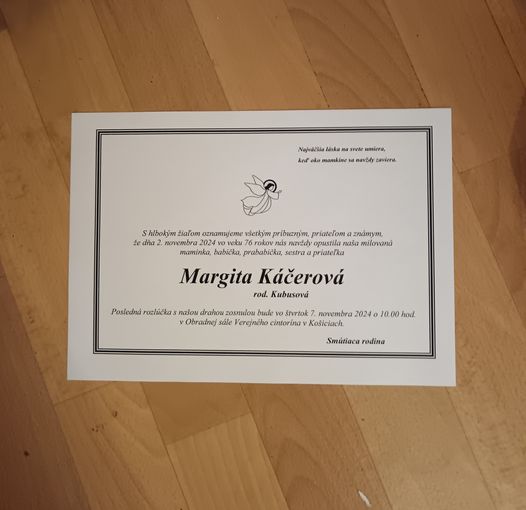 Najväčšia láska na svete umiera,
keď oko mamkine sa navždy zaviera.
S hlbokým žiaľom oznamujeme všetkým príbuzným, priateľom a známym,
že dňa 2. novembra 2024 vo veku 76 rokov nás navždy opustila naša milovaná
maminka, babička, prababička, sestra a priateľka
Margita Káčerová
rod. Kubusová
Posledná rozlúčka s našou drahou zosnulou bude vo štvrtok 7. novembra 2024 o 10.00 hod.
v Obradnej sále Verejného cintorína v Košiciach.
Smútiaca rodina